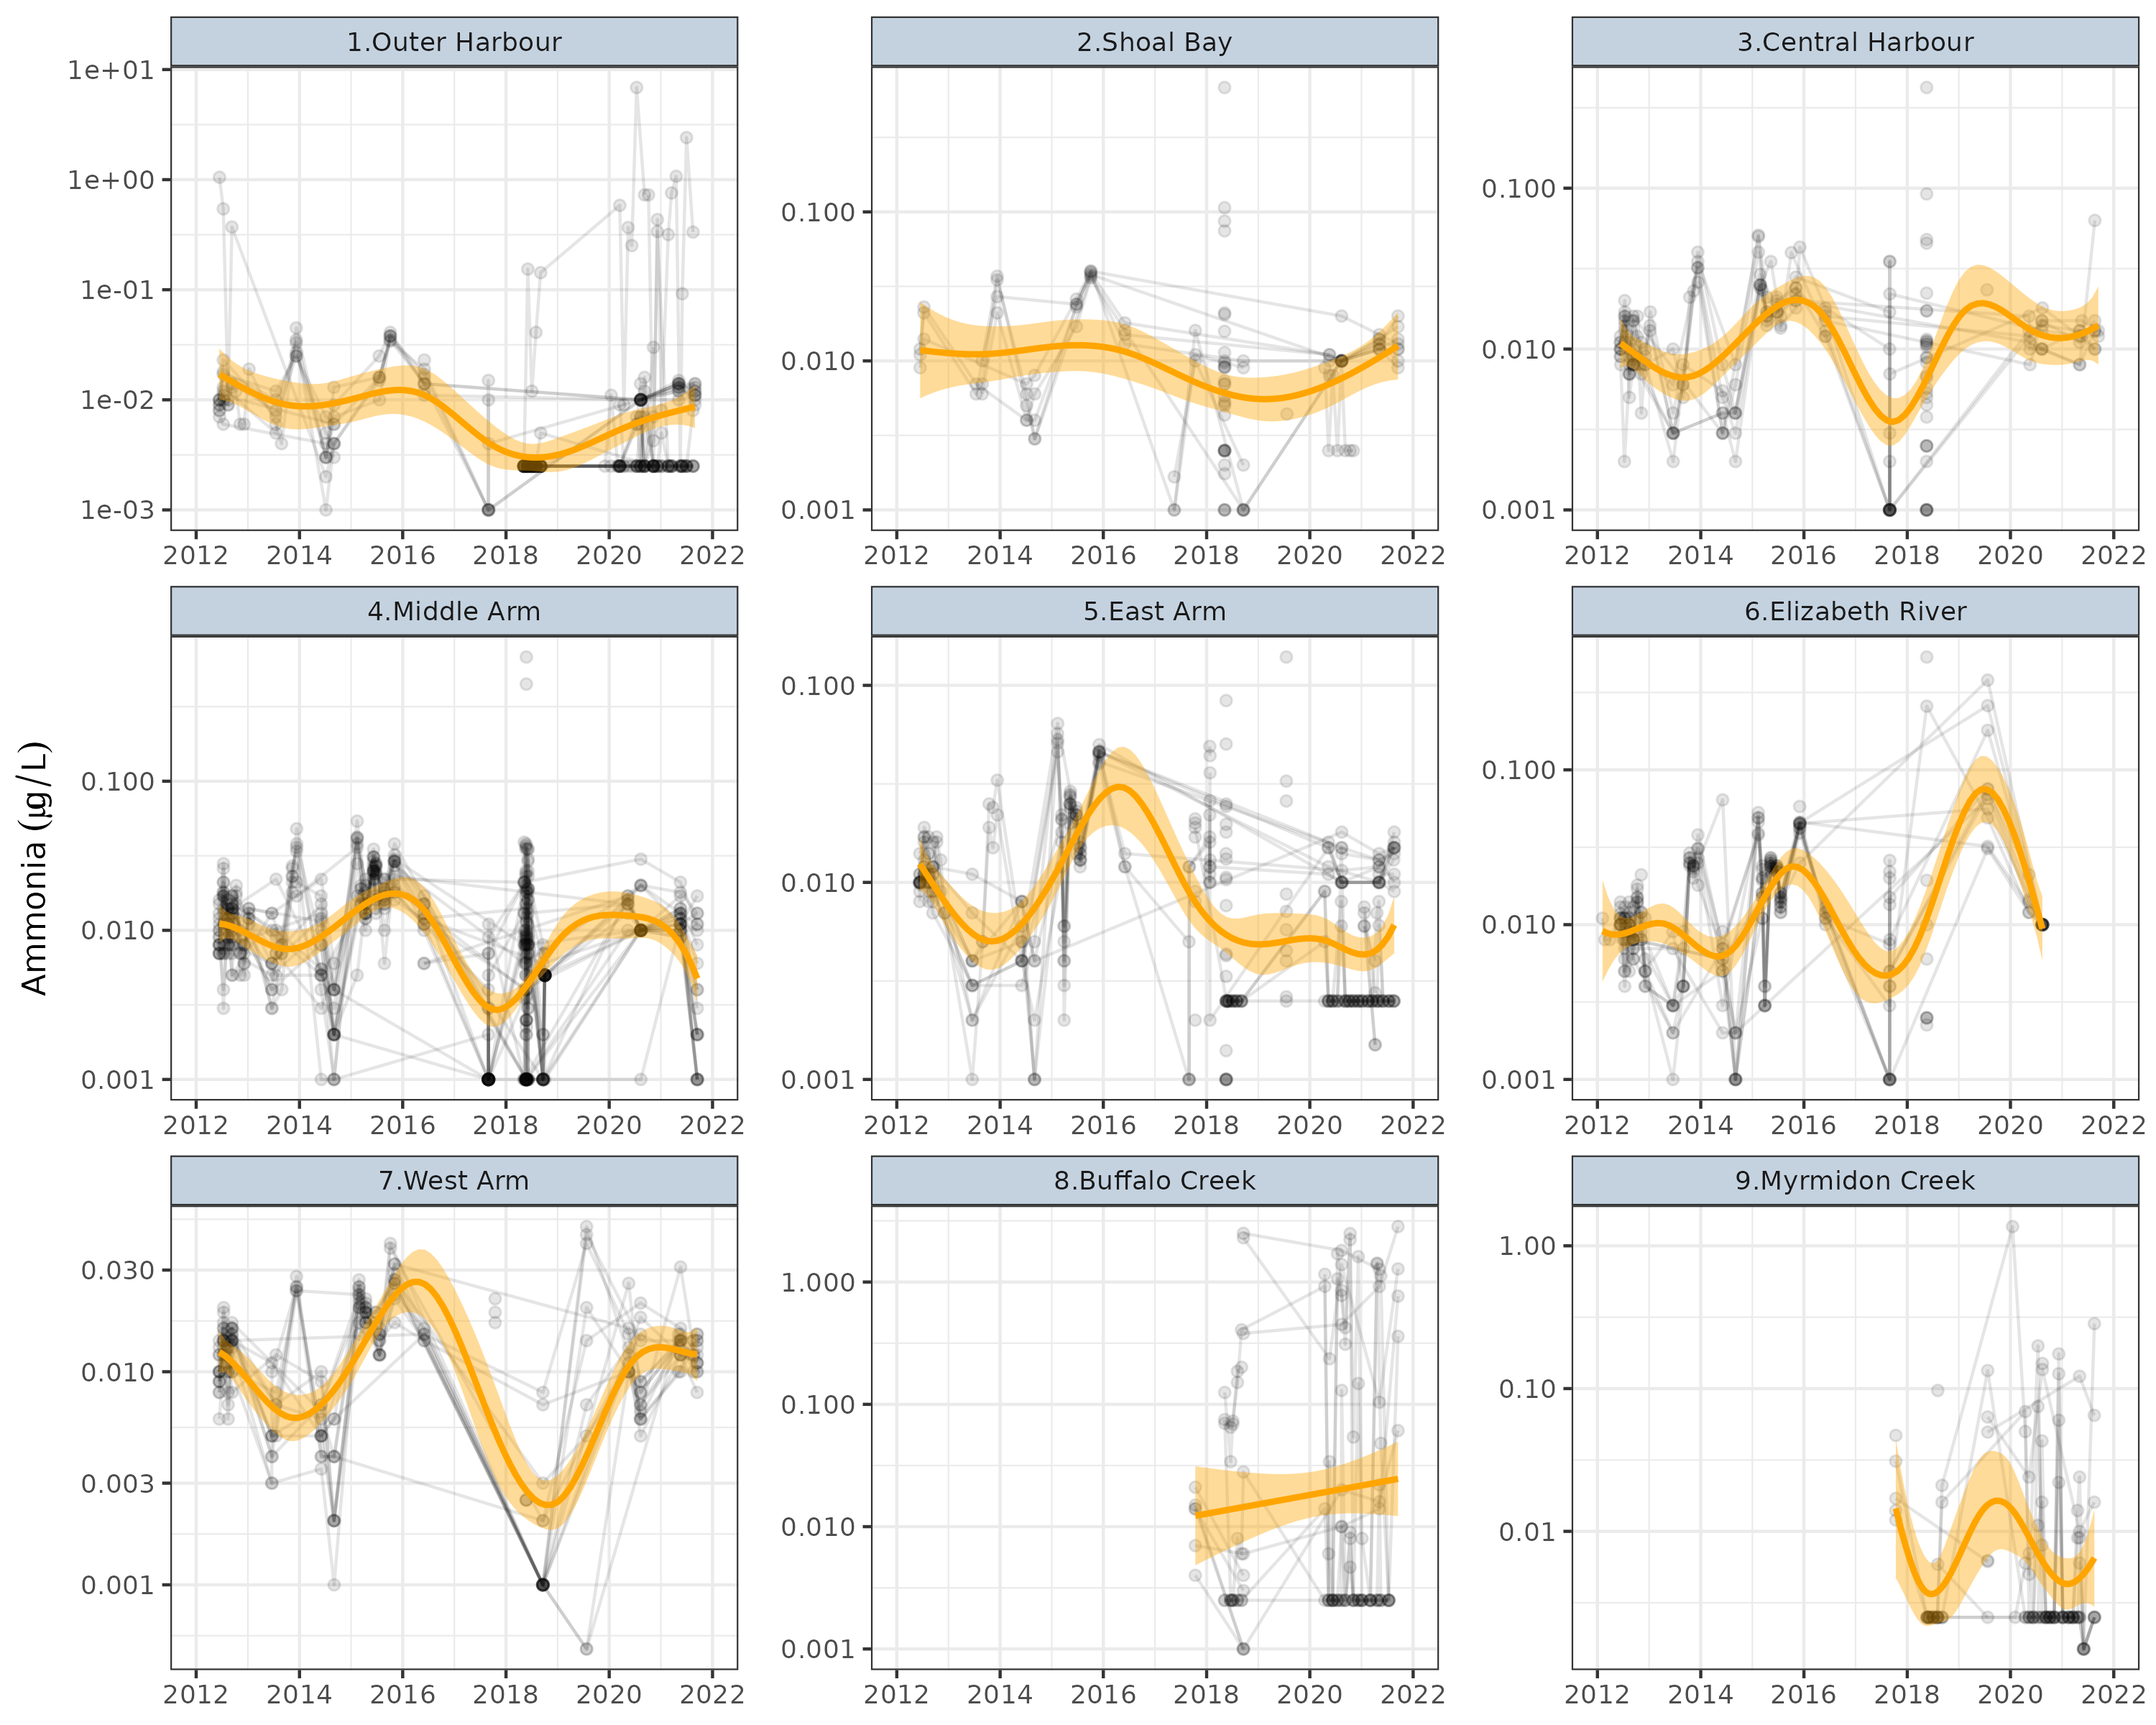 1.Outer Harbour 2.Shoal Bay 3.Central Harbour
1e+01
1e+00
1e-01
1e-02
1e-03
0.100
0.010
0.001
0.100
0.010
0.001
2012 2014 2016 2018 2020 2022 2012 2014 2016 2018 2020 2022 2012 2014 2016 2018 2020 2022
4.Middle Arm 5.East Arm 6.Elizabeth River
Ammonia (µg/L)
0.100
0.010
0.001
0.100
0.010
0.001
0.100
0.010
0.001
2012 2014 2016 2018 2020 2022 2012 2014 2016 2018 2020 2022 2012 2014 2016 2018 2020 2022
7.West Arm 8.Buffalo Creek 9.Myrmidon Creek
0.030
0.010
0.003
0.001
1.000
0.100
0.010
0.001
1.00
0.10
0.01
2012 2014 2016 2018 2020 2022 2012 2014 2016 2018 2020 2022 2012 2014 2016 2018 2020 2022